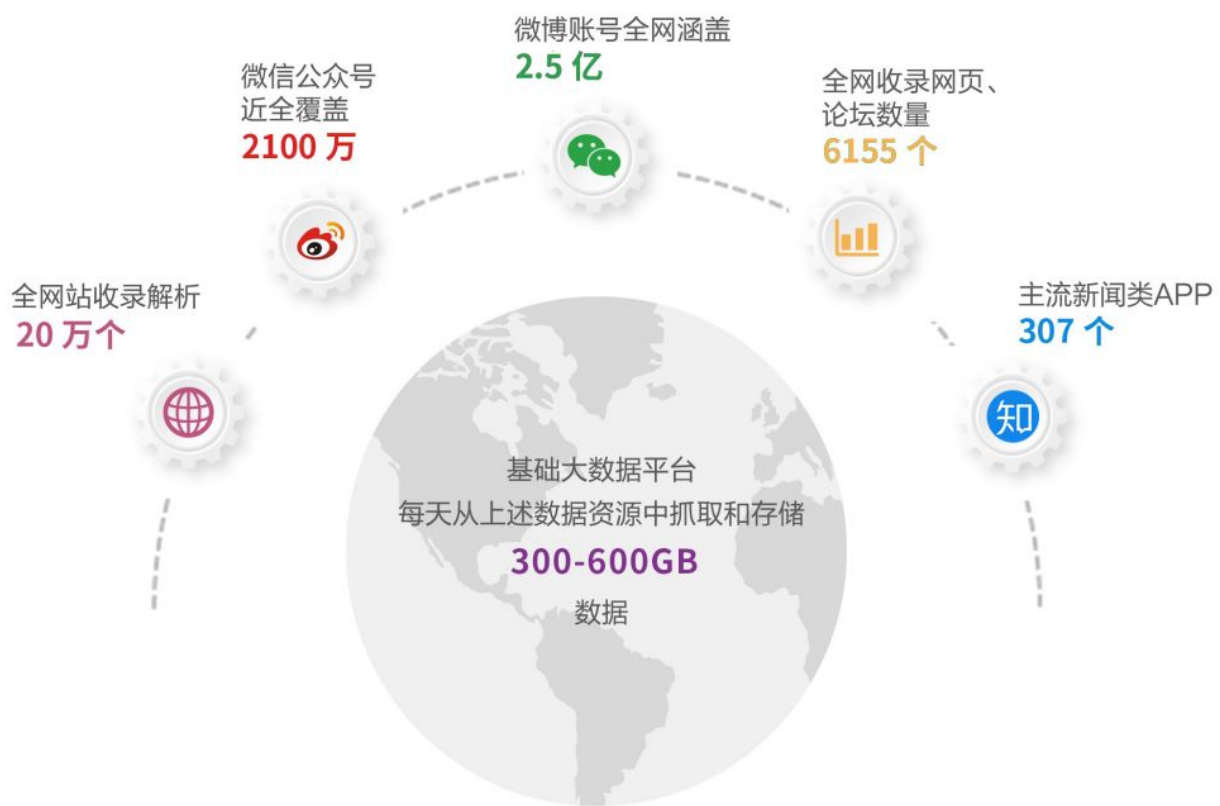 微博账号全网涵盖
2.5 亿
微信公众号
近全覆盖
2100 万
全网收录网页、
论坛数量
6155 个
全网站收录解析
20 万个
主流新闻类APP
307 个
知
基础大数据平台
每天从上述数据资源中抓取和存储
300-600GB
数据